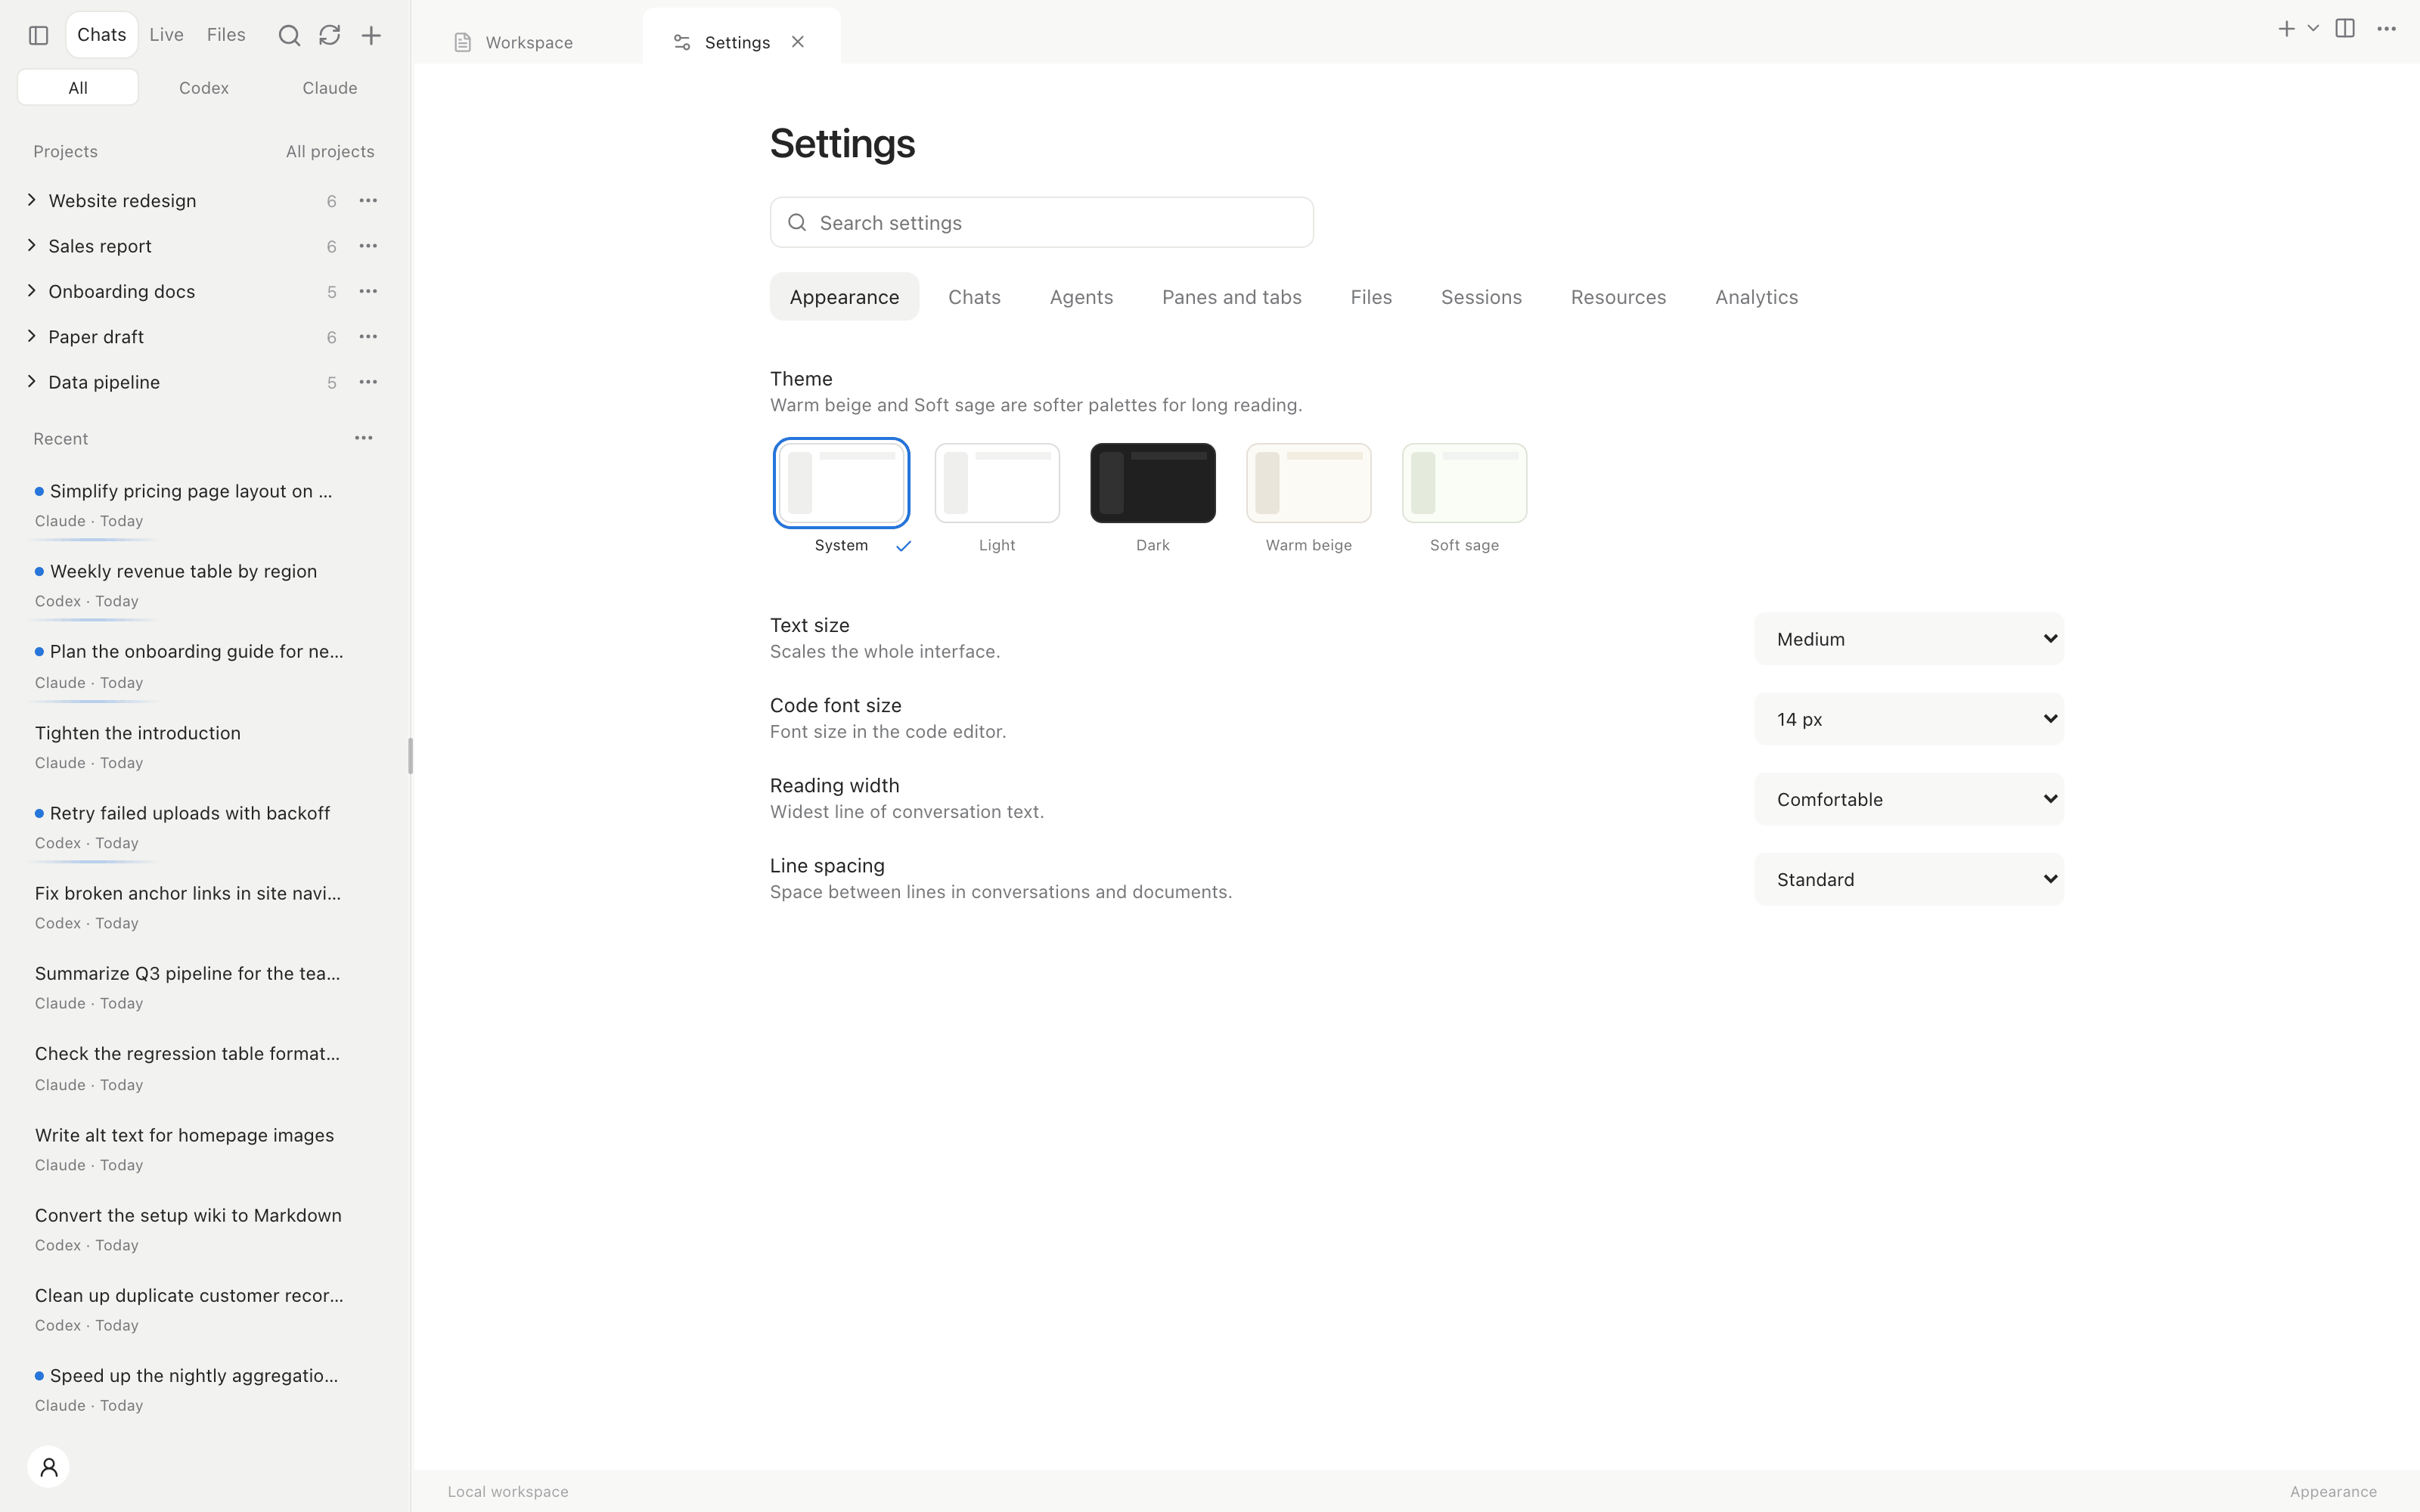 Chats Live Files
All Codex Claude
Projects All projects
Website redesign 6
Sales report 6
Onboarding docs 5
Paper draft 6
Data pipeline 5
Recent
Simplify pricing page layout on ...
Claude · Today
Weekly revenue table by region
Codex · Today
Plan the onboarding guide for ne...
Claude · Today
Tighten the introduction
Claude · Today
Retry failed uploads with backoff
Codex · Today
Fix broken anchor links in site navi...
Codex · Today
Summarize Q3 pipeline for the tea...
Claude · Today
Check the regression table format...
Claude · Today
Write alt text for homepage images
Claude · Today
Convert the setup wiki to Markdown
Codex · Today
Clean up duplicate customer recor...
Codex · Today
Speed up the nightly aggregatio...
Claude · Today
Workspace Settings
Settings
Search settings
Appearance Chats Agents Panes and tabs Files Sessions Resources Analytics
Theme
Warm beige and Soft sage are softer palettes for long reading.
System Light Dark Warm beige Soft sage
Text size
Scales the whole interface.
Medium
Code font size
Font size in the code editor.
14 px
Reading width
Widest line of conversation text.
Comfortable
Line spacing
Space between lines in conversations and documents.
Standard
Local workspace Appearance